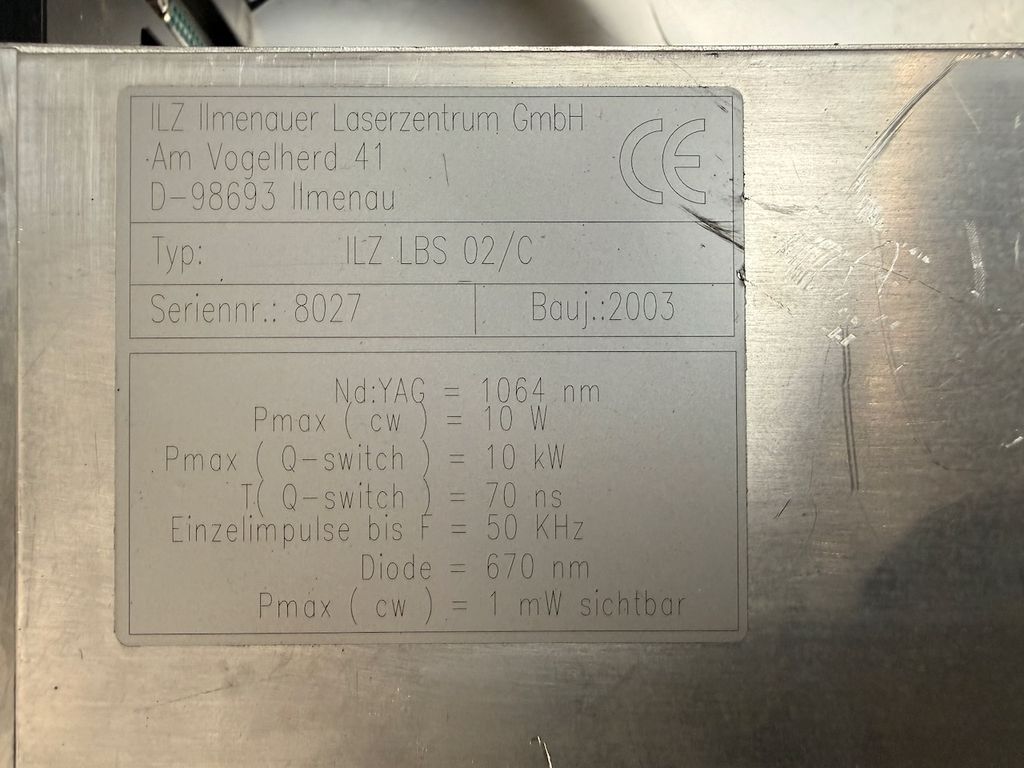 ILZ Ilmenauer Laserzentrum GmbH
Am Vogelherd 41
D-98693 Ilmenau
CE
Typ: ILZ LBS 02/C
Seriennr.: 8027 Bauj.:2003
Nd:YAG = 1064 nm
Pmax ( cw ) = 10 W
Pmax ( Q-switch ) = 10 kW
T( Q-switch ) = 70 ns
Einzelimpulse bis F = 50 KHz
Diode = 670 nm
Pmax ( cw ) = 1 mW sichtbar